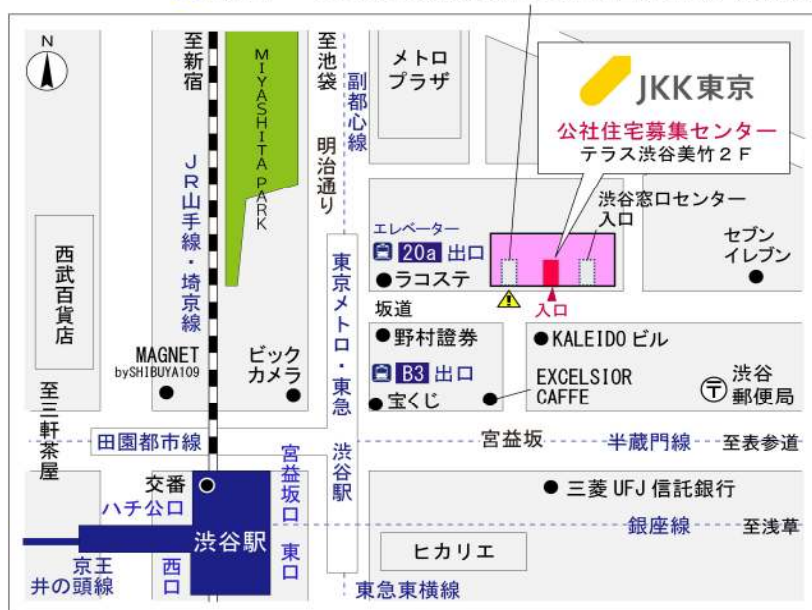 N
至新宿
MIYASHITA PARK
至池袋
明治通り
副都心線
メトロ
プラザ
JKK東京
公社住宅募集センター
テラス渋谷美竹2F
JR山手線・埼京線
渋谷窓口センター
入口
西武百貨店
エレベーター
20a 出口
ラコステ
セブン
イレブン
入口
坂道
東京メトロ・東急 渋谷駅
野村證券
KALEIDO ビル
MAGNET
bySHIBUYA109
ビック
カメラ
B3 出口
EXCELSIOR
CAFFE
渋谷
郵便局
宝くじ
至三軒茶屋
田園都市線
宮益坂
半蔵門線
至表参道
交番
宮益坂口
三菱UFJ信託銀行
ハチ公口
渋谷駅
銀座線
至浅草
東口
ヒカリエ
京王
井の頭線
西口
東急東横線